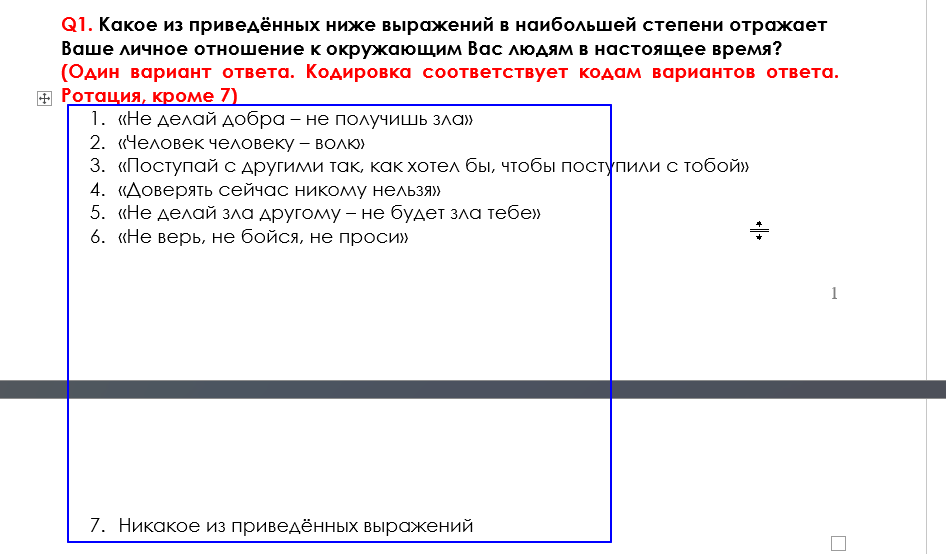 Q1. Какое из приведённых ниже выражений в наибольшей степени отражает
Ваше личное отношение к окружающим Вас людям в настоящее время?
(Один вариант ответа. Кодировка соответствует кодам вариантов ответа.
Ротация, кроме 7)
1. «Не делай добра – не получишь зла»
2. «Человек человеку – волк»
3. «Поступай с другими так, как хотел бы, чтобы поступили с тобой»
4. «Доверять сейчас никому нельзя»
5. «Не делай зла другому – не будет зла тебе»
6. «Не верь, не бойся, не проси»
1
7. Никакое из приведённых выражений